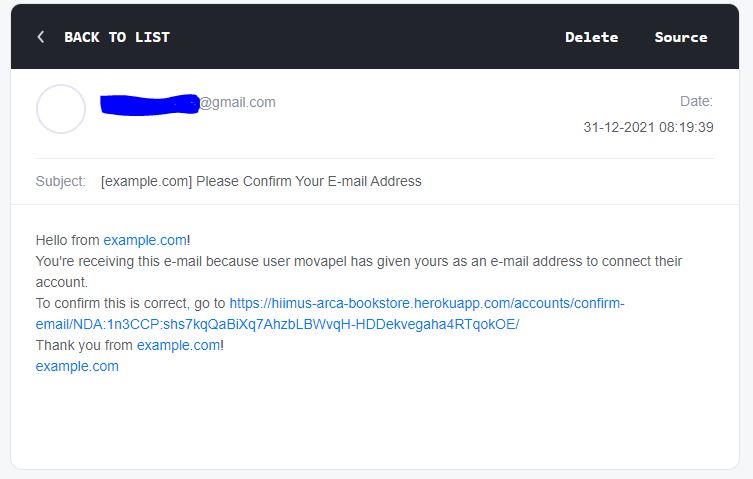 BACK TO LIST
Delete
Source
@gmail.com
Date:
31-12-2021 08:19:39
Subject: [example.com] Please Confirm Your E-mail Address
Hello from example.com!
You're receiving this e-mail because user movapel has given yours as an e-mail address to connect their
account.
To confirm this is correct, go to https://hiimus-arca-bookstore.herokuapp.com/accounts/confirm-
email/NDA:1n3CCP:shs7kqQaBiXq7AhzbLBWvqH-HDDekvegaha4RTqokOE/
Thank you from example.com!
example.com